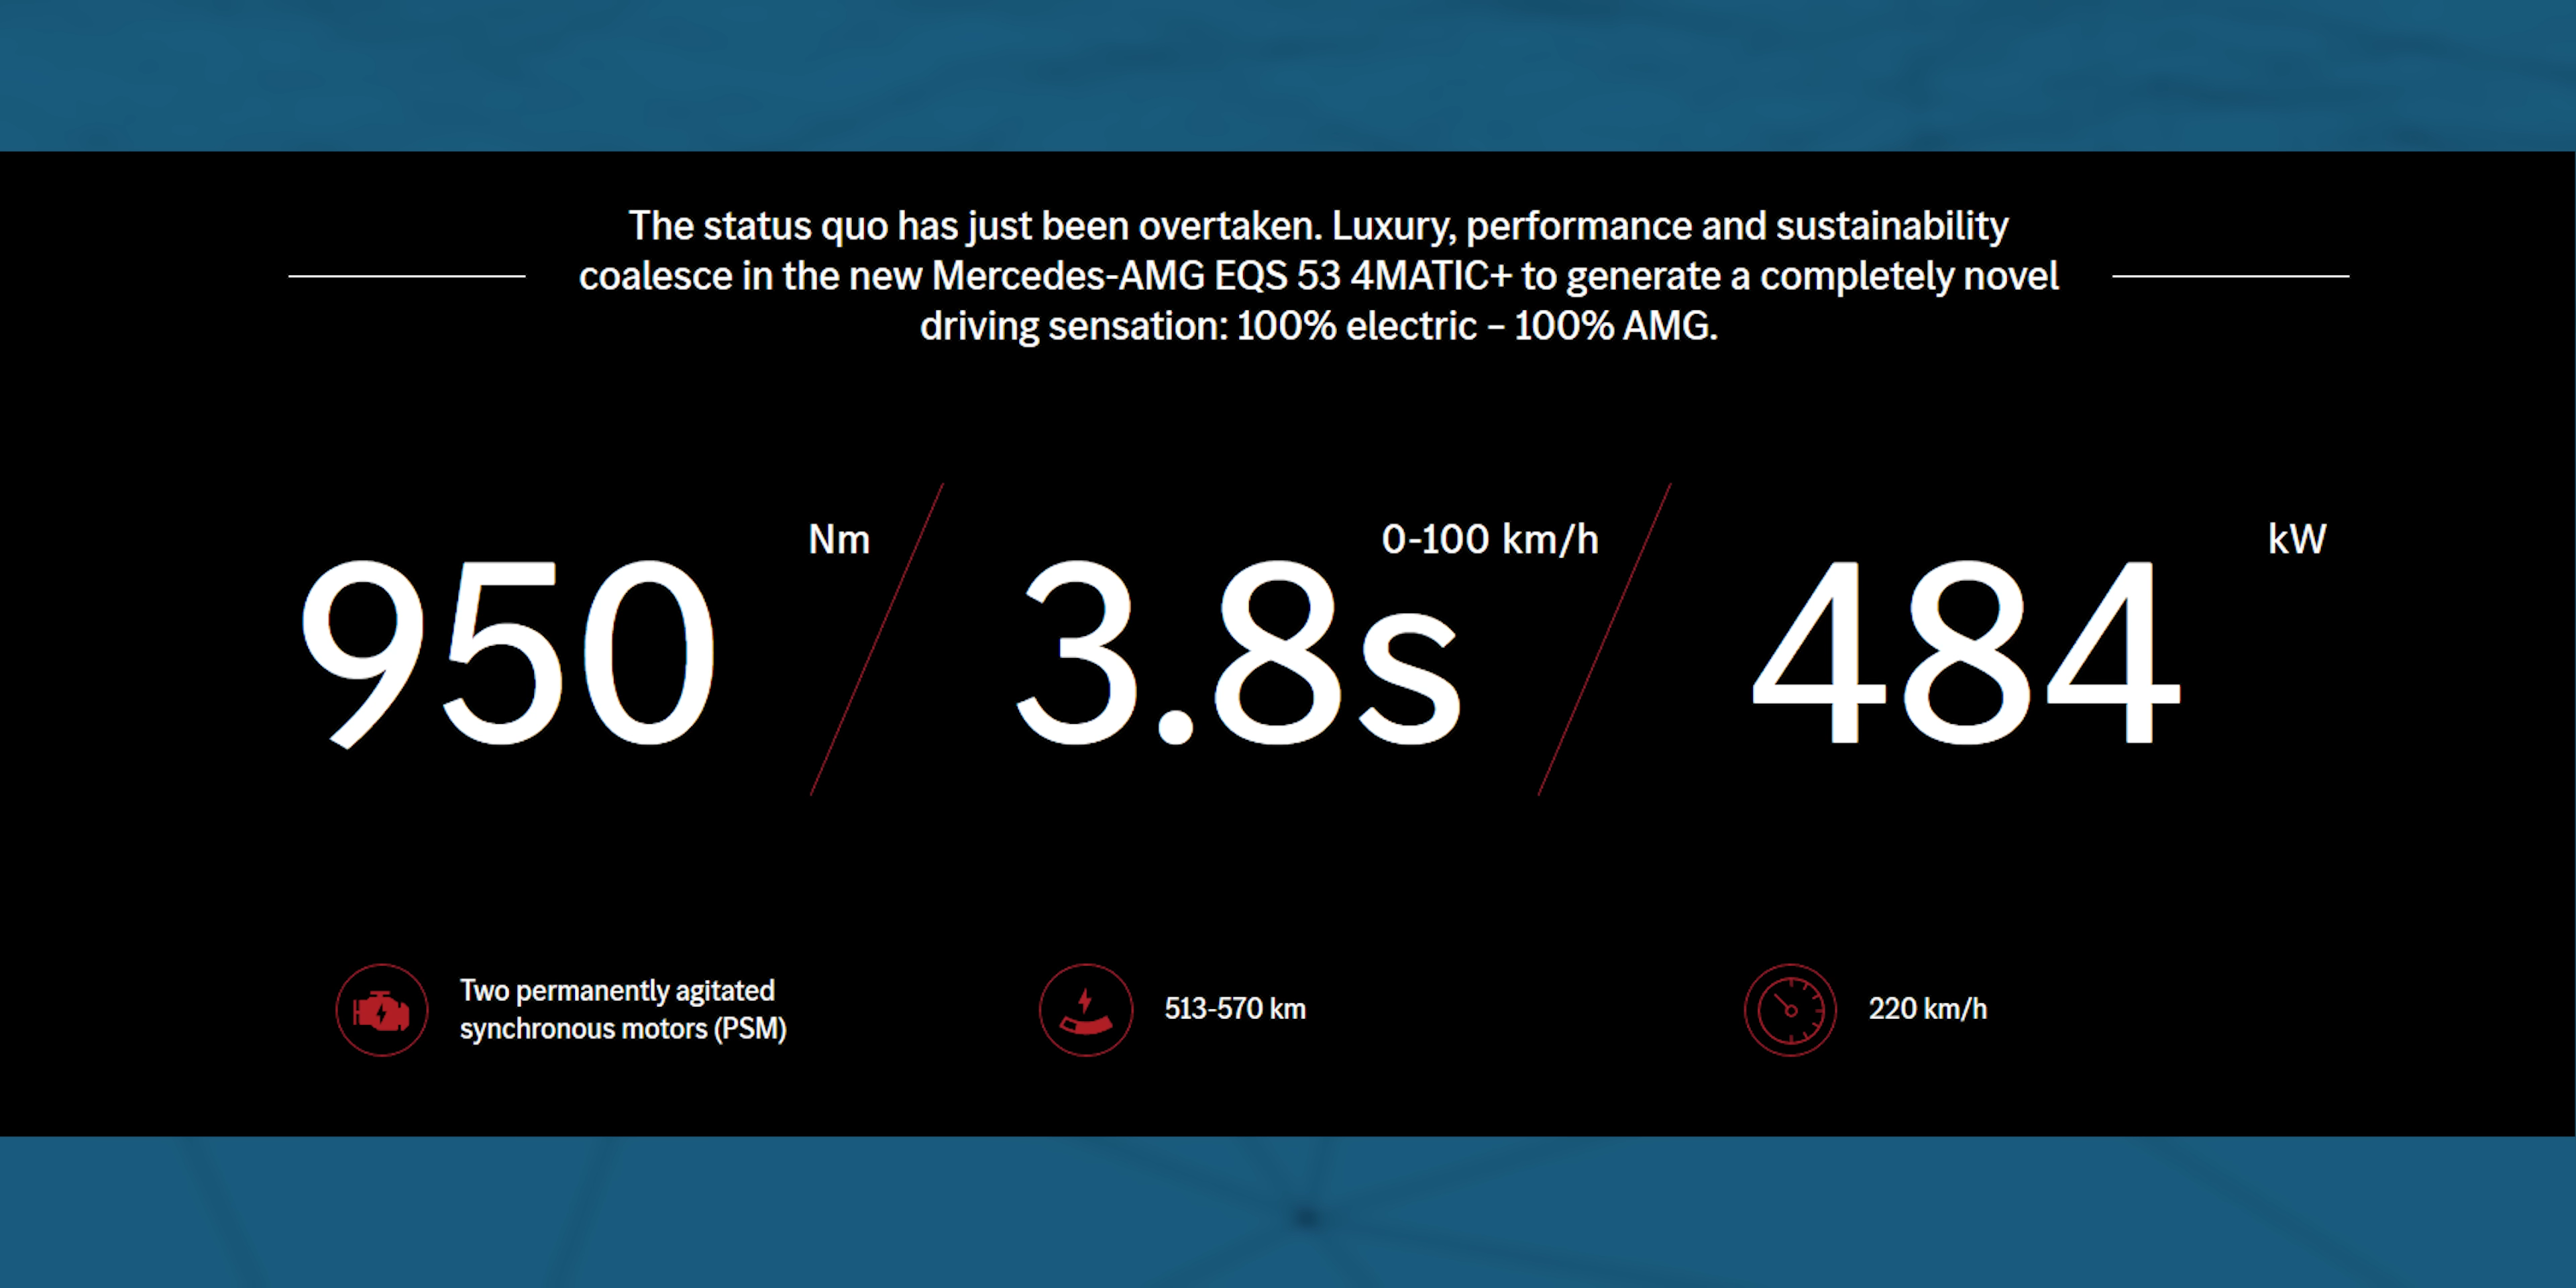 The status quo has just been overtaken. Luxury, performance and sustainability
coalesce in the new Mercedes-AMG EQS 53 4MATIC+ to generate a completely novel
driving sensation: 100% electric – 100% AMG.
950 Nm
3.8s 0-100 km/h
484 kW
Two permanently agitated
synchronous motors (PSM)
513-570 km
220 km/h